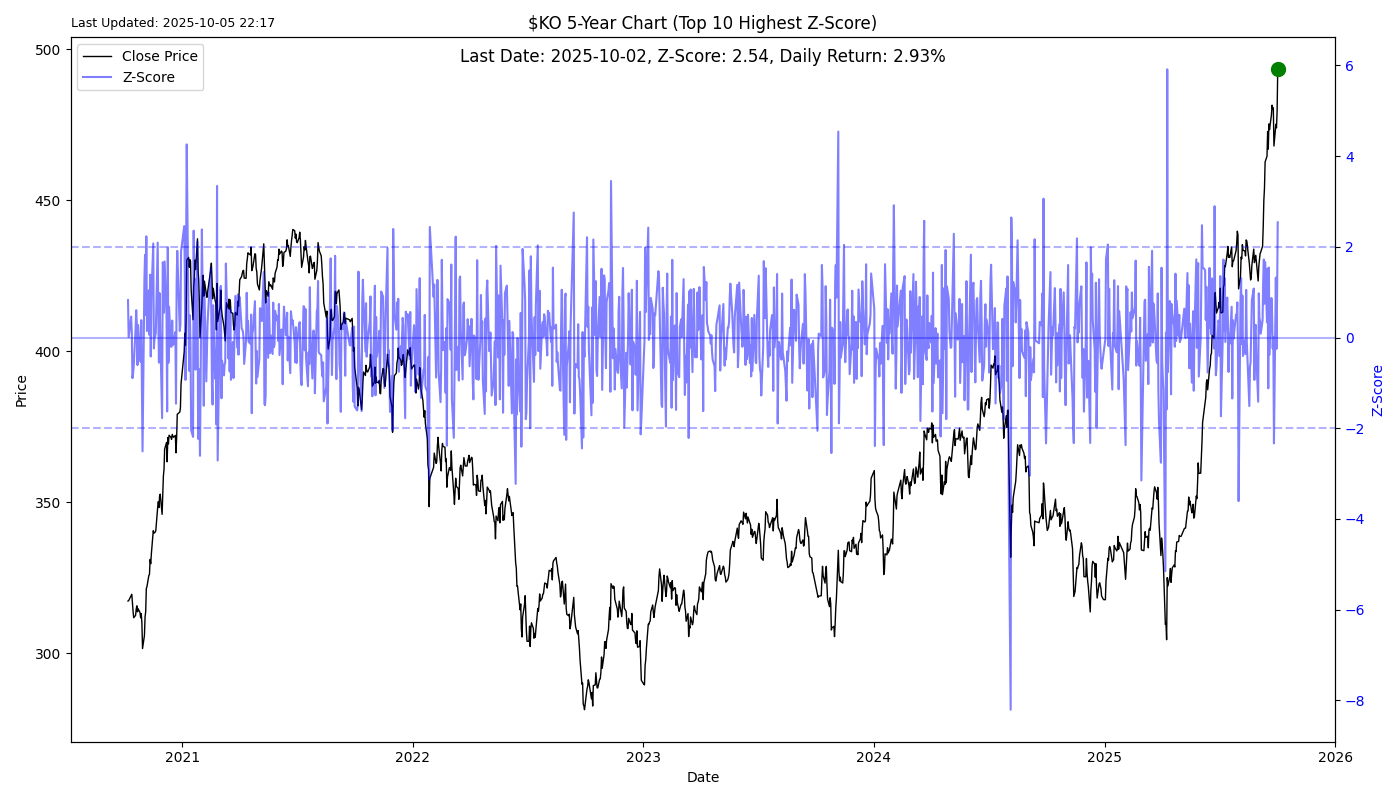 Last Updated: 2025-10-05 22:17
$KO 5-Year Chart (Top 10 Highest Z-Score)
Last Date: 2025-10-02, Z-Score: 2.54, Daily Return: 2.93%
Close Price
Z-Score
500
450
400
350
300
Price
6
4
2
0
−2
−4
−6
−8
Z-Score
2021
2022
2023
2024
2025
2026
Date